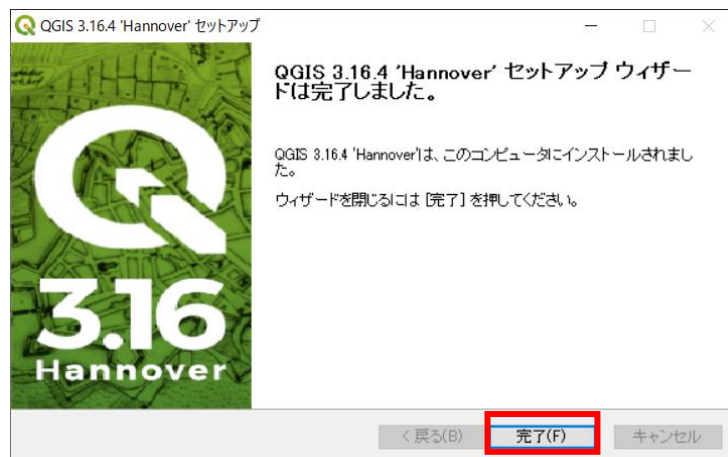 QGIS 3.16.4 'Hannover' セットアップ
QGIS 3.16.4 'Hannover' セットアップ ウィザー
ドは完了しました。
QGIS 3.16.4 'Hannover'は、このコンピュータにインストールされまし
た。
ウィザードを閉じるには [完了] を押してください。
3.16
Hannover
< 戻る(B)
完了(F)
キャンセル